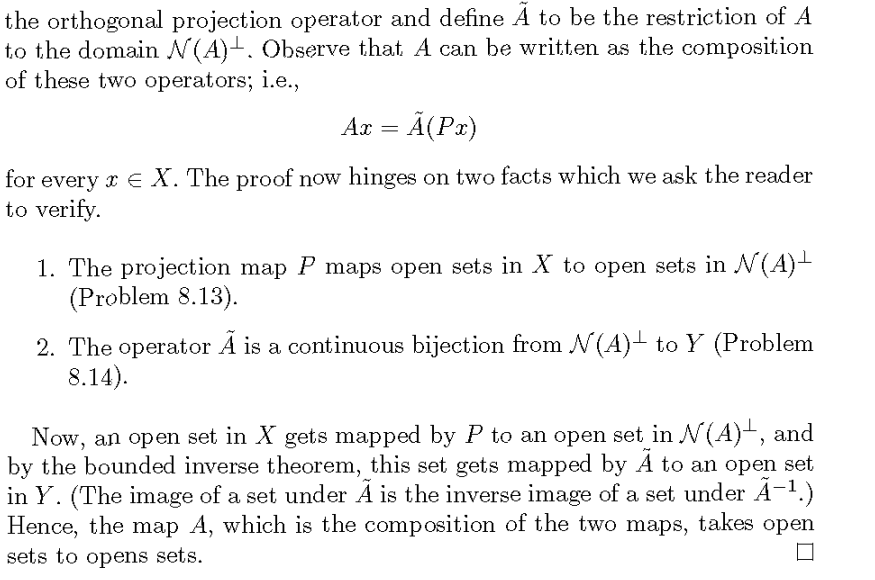 the orthogonal projection operator and define Ã to be the restriction of A
to the domain 𝒩(A)⊥. Observe that A can be written as the composition
of these two operators; i.e.,
Ax = Ã(Px)
for every x ∈ X. The proof now hinges on two facts which we ask the reader
to verify.
1. The projection map P maps open sets in X to open sets in 𝒩(A)⊥
(Problem 8.13).
2. The operator Ã is a continuous bijection from 𝒩(A)⊥ to Y (Problem
8.14).
Now, an open set in X gets mapped by P to an open set in 𝒩(A)⊥, and
by the bounded inverse theorem, this set gets mapped by Ã to an open set
in Y. (The image of a set under Ã is the inverse image of a set under Ã⁻¹.)
Hence, the map A, which is the composition of the two maps, takes open
sets to opens sets. □